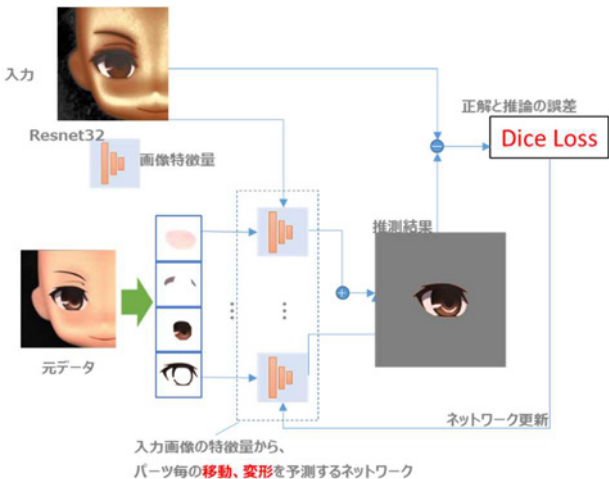 入力
正解と推論の誤差
Dice Loss
Resnet32
画像特徴量
推測結果
元データ
ネットワーク更新
入力画像の特徴量から、
パーツ毎の移動、変形を予測するネットワーク